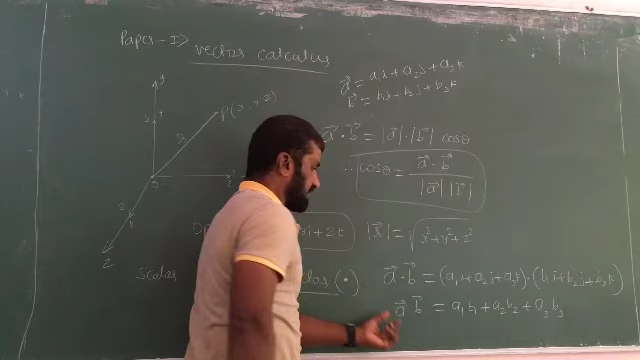 Paper-I⟩ vector calculus
a⃗ = a₁i + a₂j + a₃k
b⃗ = b₁i + b₂j + b₃k
y
P(
a⃗ · b⃗ = |a⃗| · |b⃗| cosθ
∴ cosθ = a⃗ · b⃗ / |a⃗| |b⃗|
o
z
+ 2k
|x⃗| = √x²+y²+z²
Scalar (•)
a⃗ · b⃗ = (a₁i + a₂j + a₃k) · (b₁i + b₂j + b₃k)
a⃗ b⃗ = a₁b₁ + a₂b₂ + a₃b₃